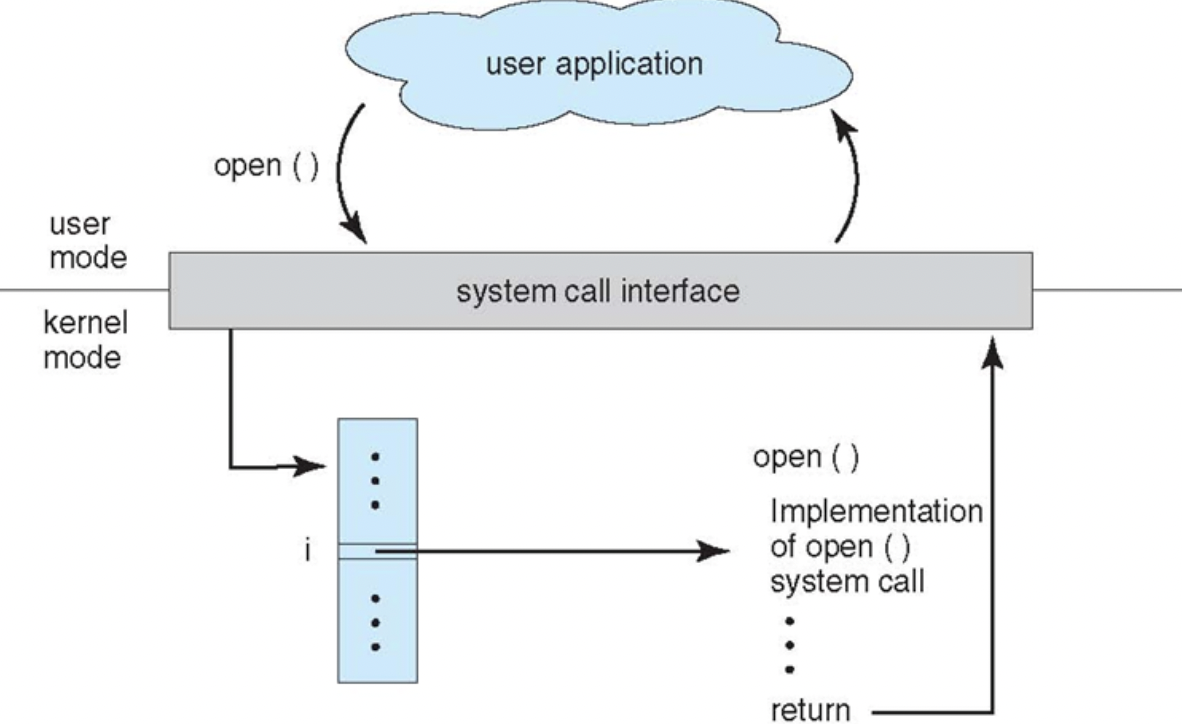 user application
open ( )
user
mode
system call interface
kernel
mode
open ( )
Implementation
of open ( )
system call
i
return